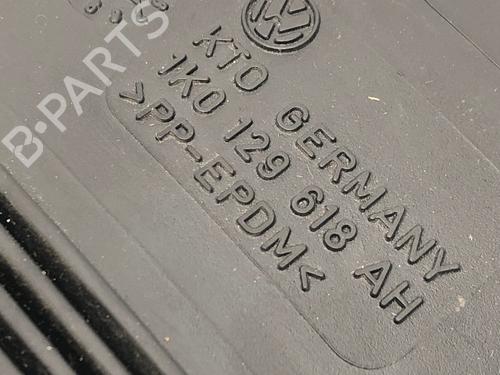 KTO GERMANY
1K0 129 618 AH
>PP-EPDM<
B-PARTS